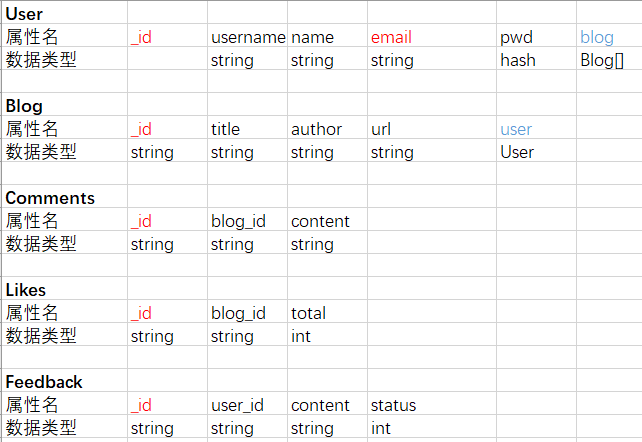 User
属性名 _id username name email pwd blog
数据类型 string string string hash Blog[]
Blog
属性名 _id title author url user
数据类型 string string string string User
Comments
属性名 _id blog_id content
数据类型 string string string
Likes
属性名 _id blog_id total
数据类型 string string int
Feedback
属性名 _id user_id content status
数据类型 string string string int